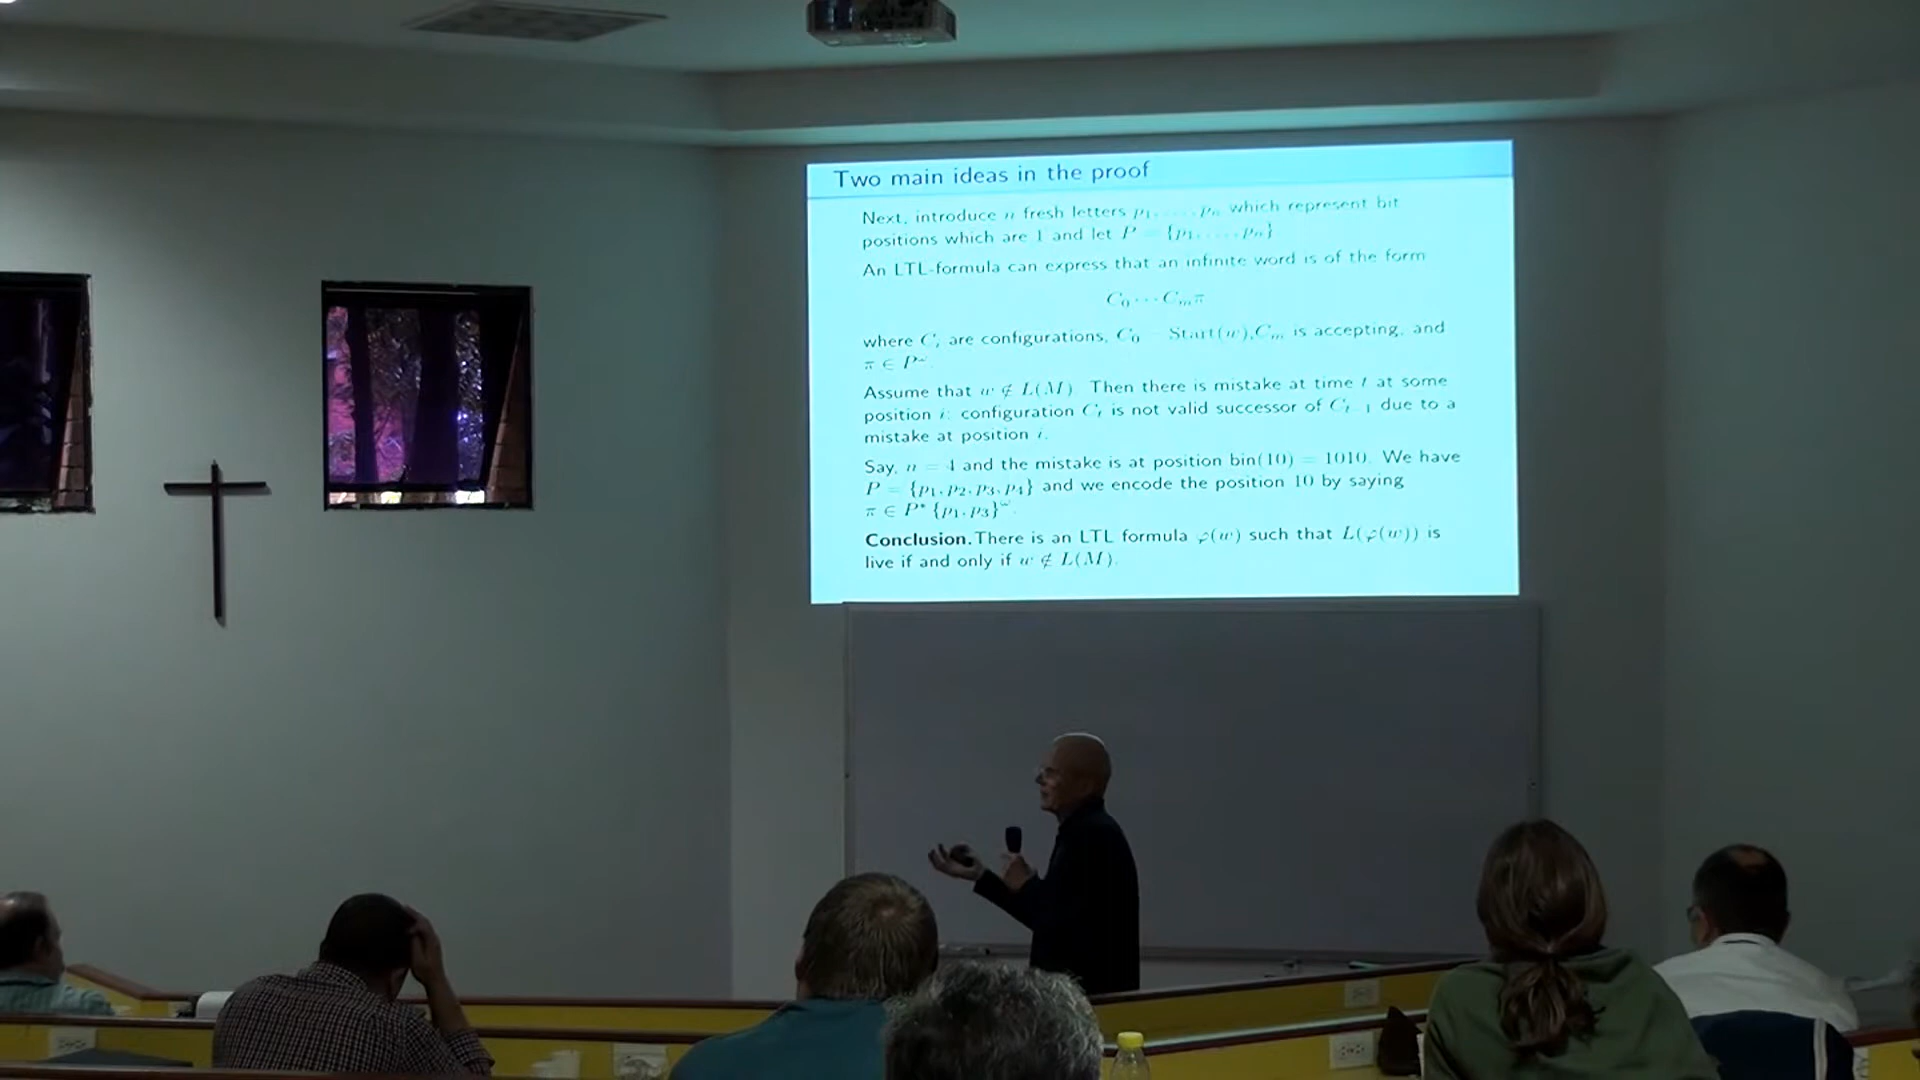 Two main ideas in the proof
Next, introduce n fresh letters p₁, . . . , pₙ which represent bit
positions which are 1 and let P = {p₁, . . . , pₙ}
An LTL-formula can express that an infinite word is of the form
C₀ · · · Cₘπ
where Cᵢ are configurations, C₀ = Start(w), Cₘ is accepting, and
π ∈ P^ω.
Assume that w ∉ L(M). Then there is mistake at time t at some
position i: configuration Cₜ is not valid successor of Cₜ₋₁ due to a
mistake at position i.
Say, n = 4 and the mistake is at position bin(10) = 1010. We have
P = {p₁, p₂, p₃, p₄} and we encode the position 10 by saying
π ∈ P* {p₁, p₃}^ω.
Conclusion. There is an LTL formula φ(w) such that L(φ(w)) is
live if and only if w ∉ L(M).